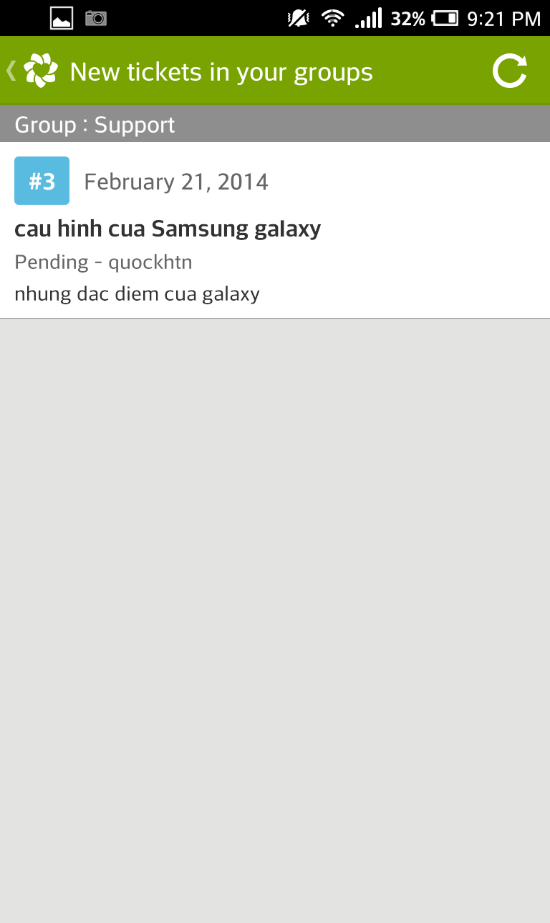 32% 9:21 PM
New tickets in your groups
Group : Support
#3 February 21, 2014
cau hinh cua Samsung galaxy
Pending - quockhtn
nhung dac diem cua galaxy